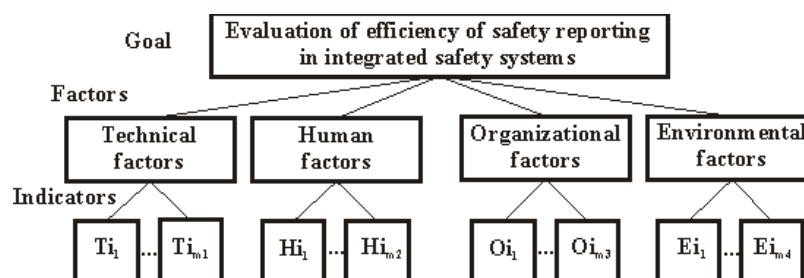 Goal
Evaluation of efficiency of safety reporting
in integrated safety systems
Factors
Technical
factors
Human
factors
Organizational
factors
Environmental
factors
Indicators
Ti1 ... Tim1
Hi1 ... Him2
Oi1 ... Oim3
Ei1 ... Eim4